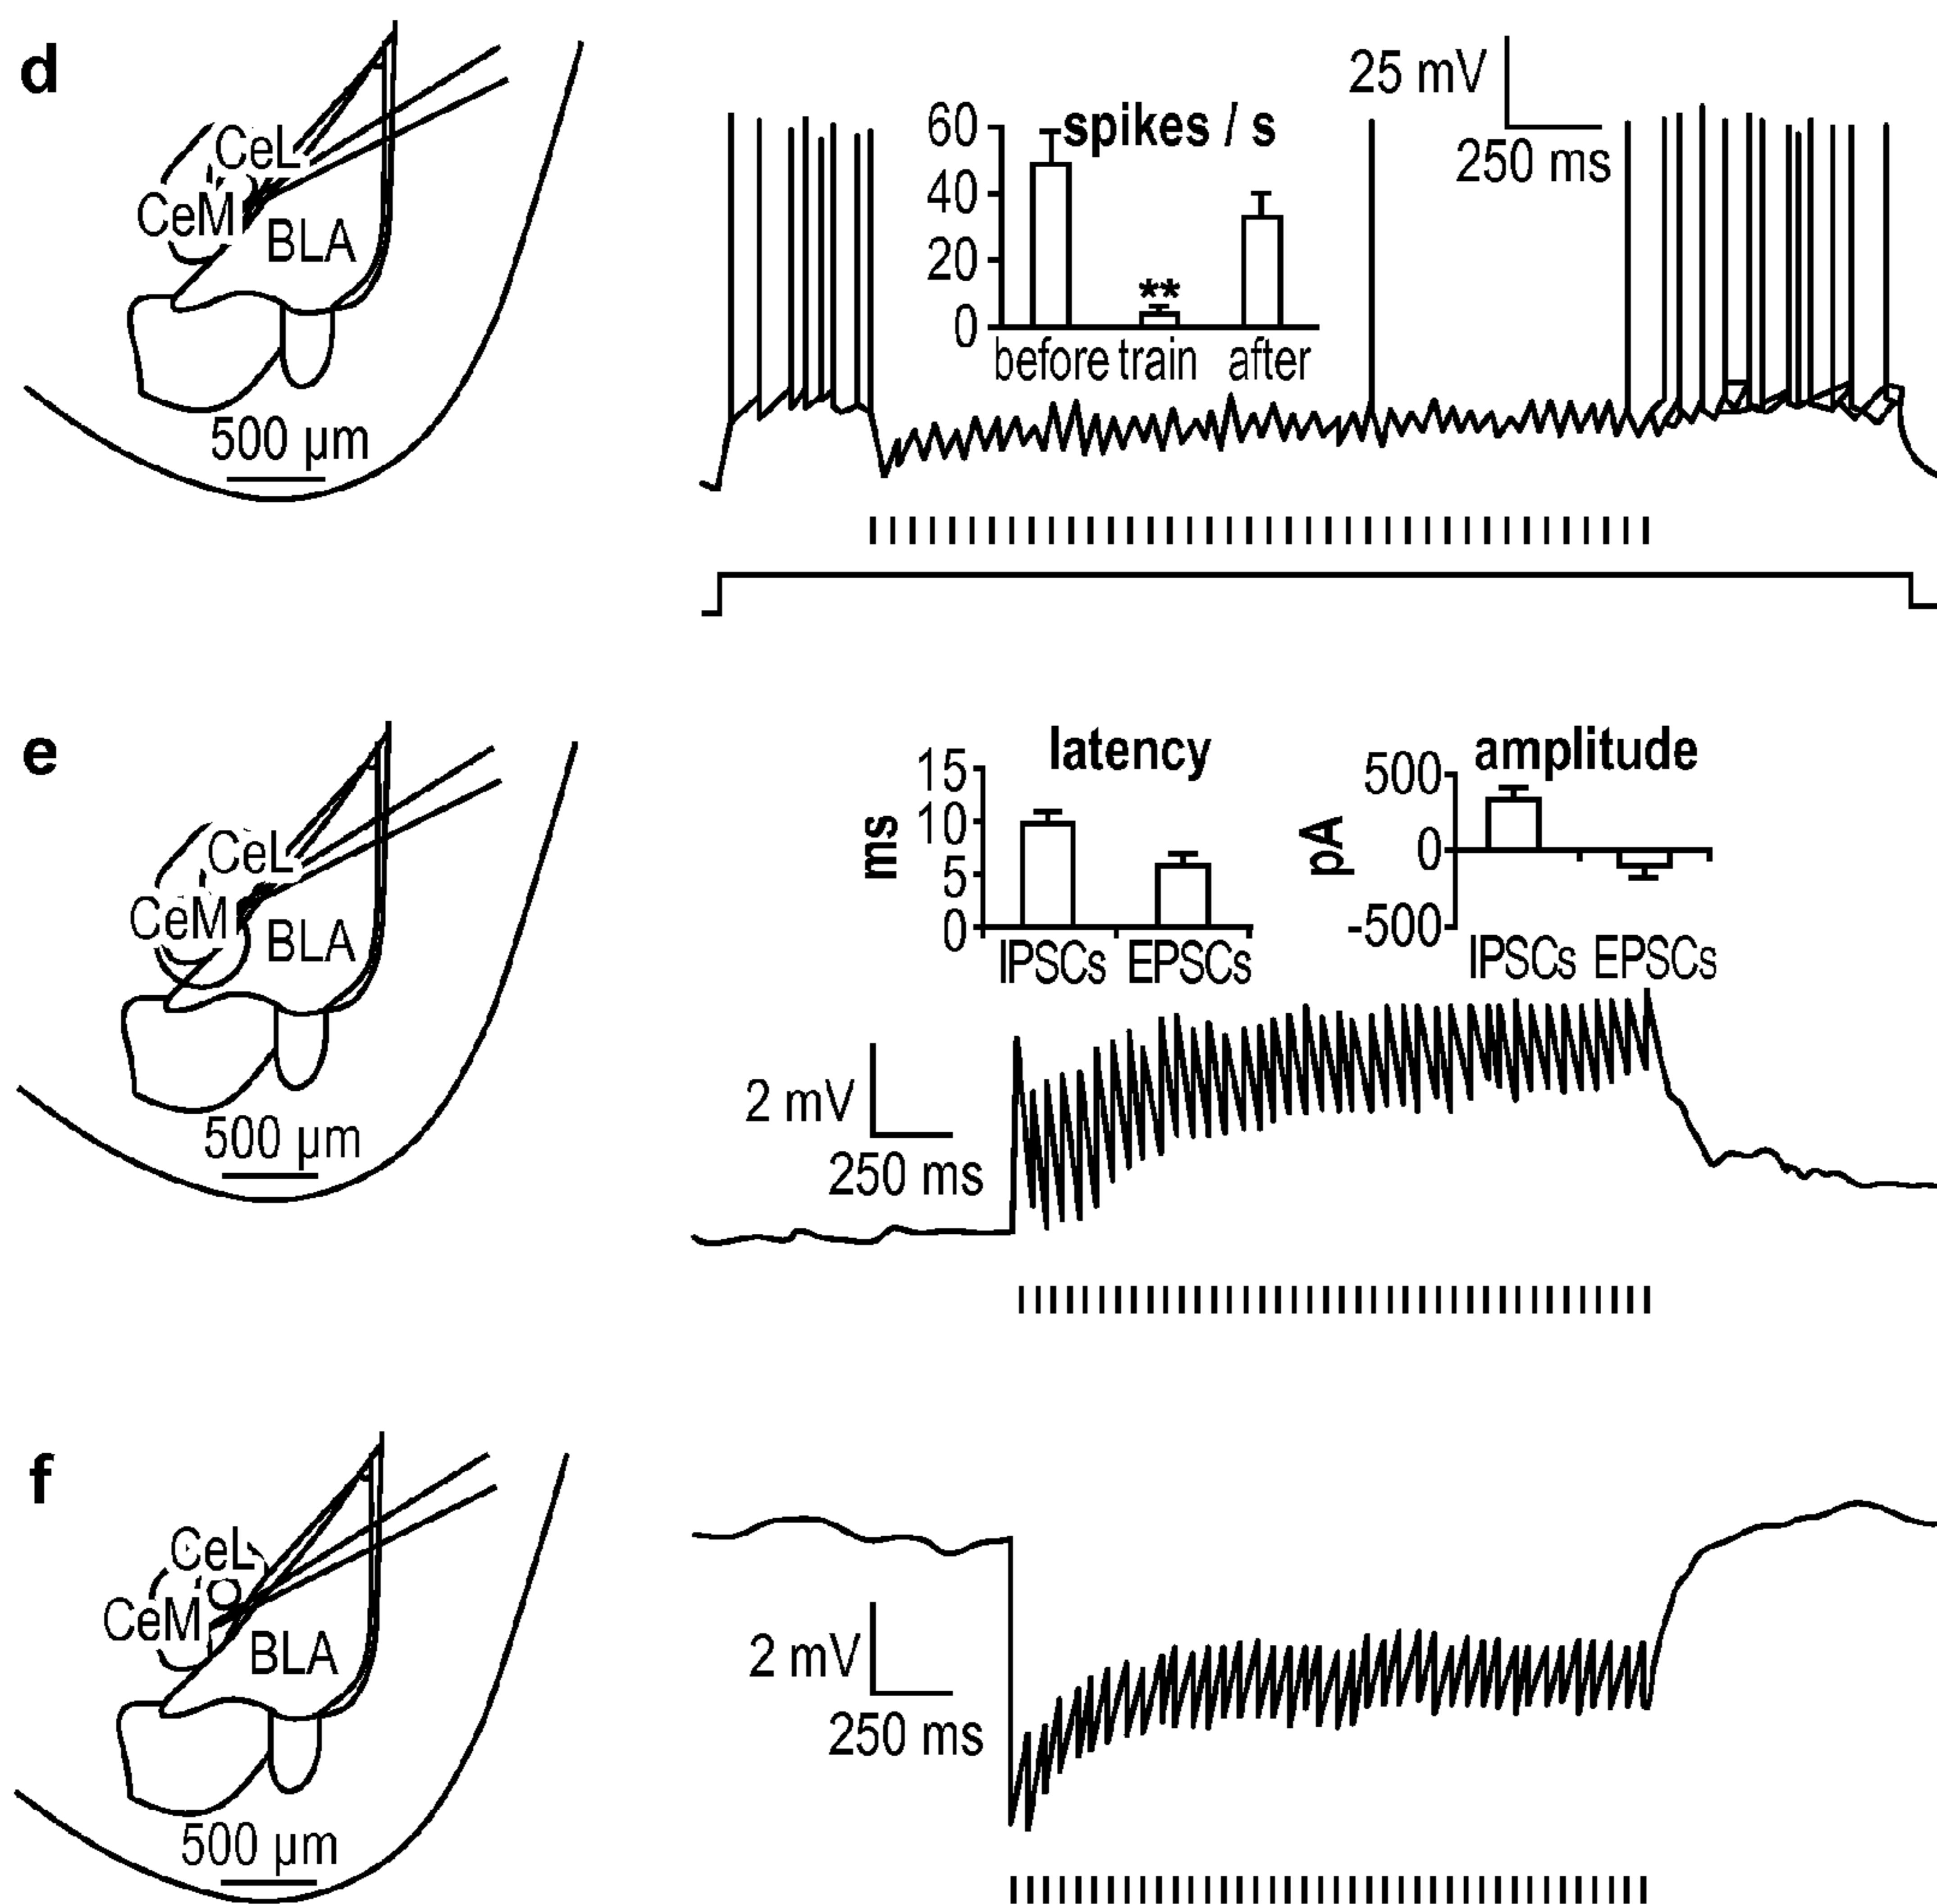 d
CeL
CeM
BLA
500 µm
60
40
20
0
spikes / s
**
before train after
25 mV
250 ms
e
CeL
CeM
BLA
500 µm
latency
ms
15
10
5
0
IPSCs EPSCs
amplitude
pA
500
0
-500
IPSCs EPSCs
2 mV
250 ms
f
CeL
CeM
BLA
500 µm
2 mV
250 ms